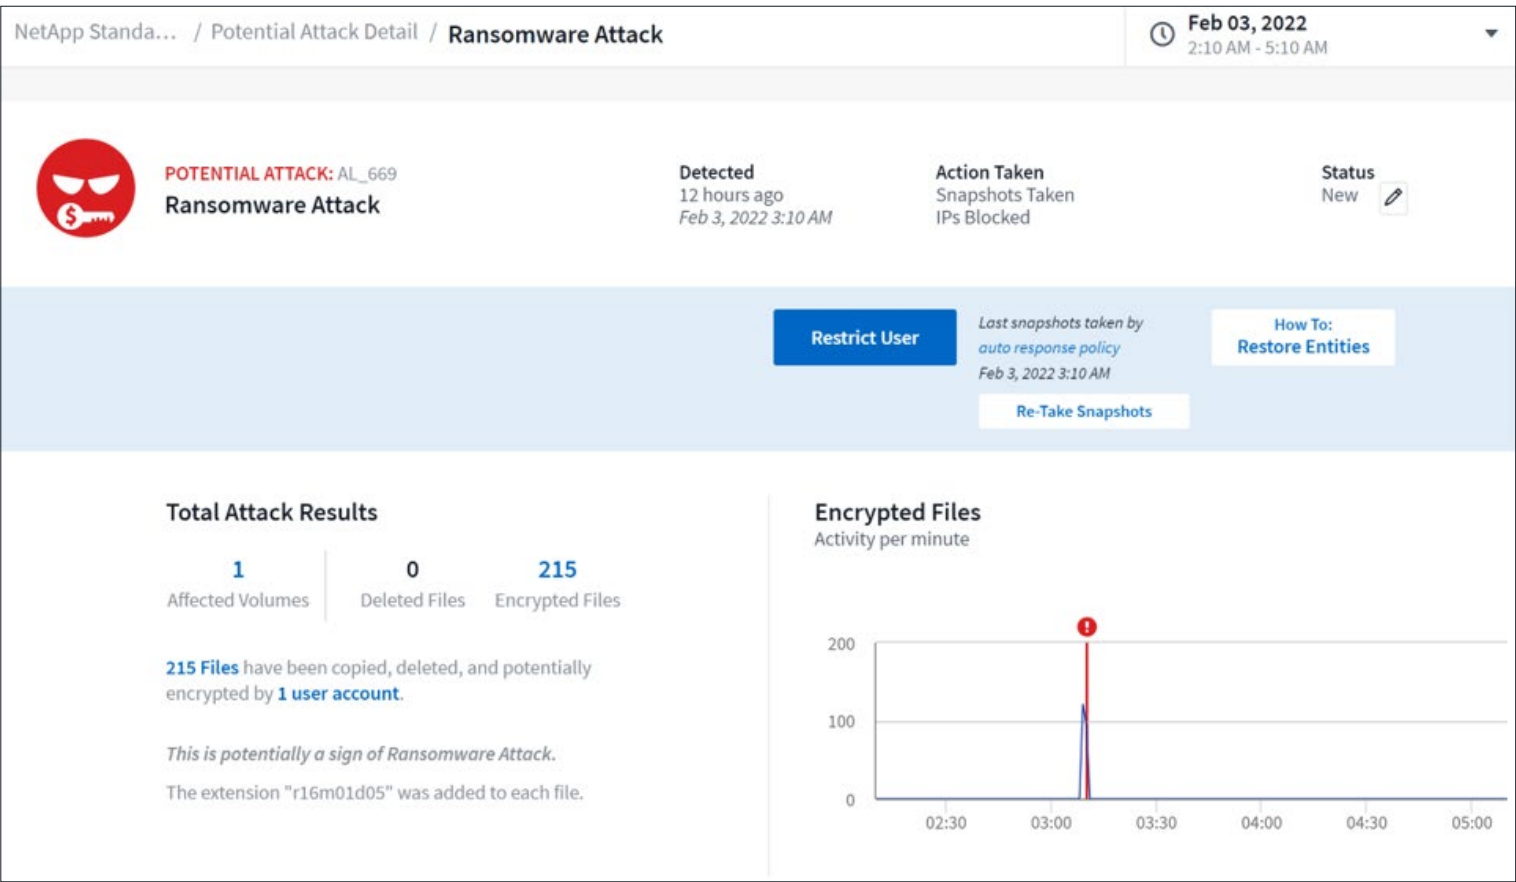 NetApp Standa... / Potential Attack Detail / Ransomware Attack
Feb 03, 2022
2:10 AM - 5:10 AM
POTENTIAL ATTACK: AL_669
Ransomware Attack
Detected
12 hours ago
Feb 3, 2022 3:10 AM
Action Taken
Snapshots Taken
IPs Blocked
Status
New
Restrict User
Last snapshots taken by
auto response policy
Feb 3, 2022 3:10 AM
Re-Take Snapshots
How To:
Restore Entities
Total Attack Results
1
Affected Volumes
0
Deleted Files
215
Encrypted Files
215 Files have been copied, deleted, and potentially
encrypted by 1 user account.
This is potentially a sign of Ransomware Attack.
The extension "r16m01d05" was added to each file.
Encrypted Files
Activity per minute
200
100
0
02:30 03:00 03:30 04:00 04:30 05:00